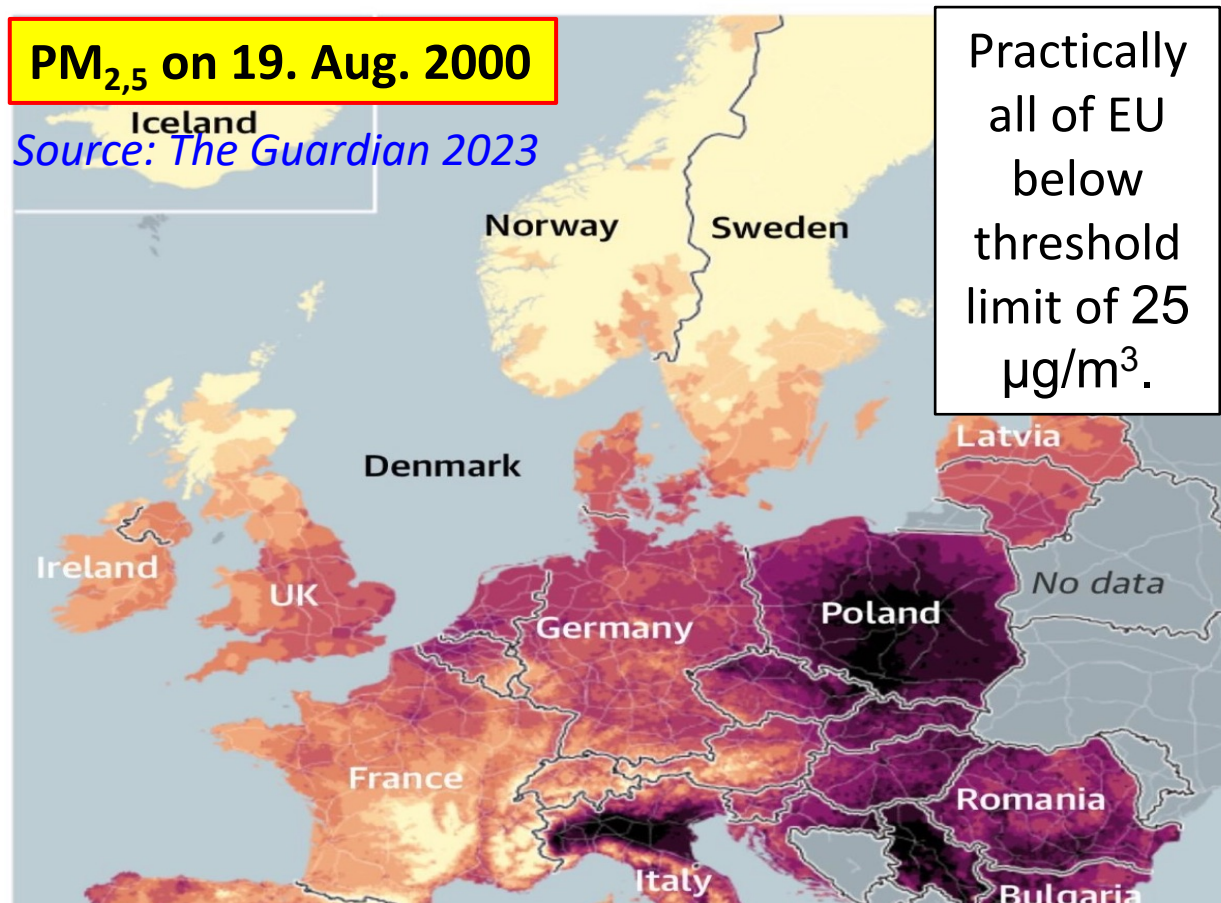 PM2,5 on 19. Aug. 2000
Iceland
Source: The Guardian 2023
Practically
all of EU
below
threshold
limit of 25
µg/m³.
Norway
Sweden
Latvia
Denmark
Ireland
UK
No data
Poland
Germany
France
Romania
Italy
Bulgaria